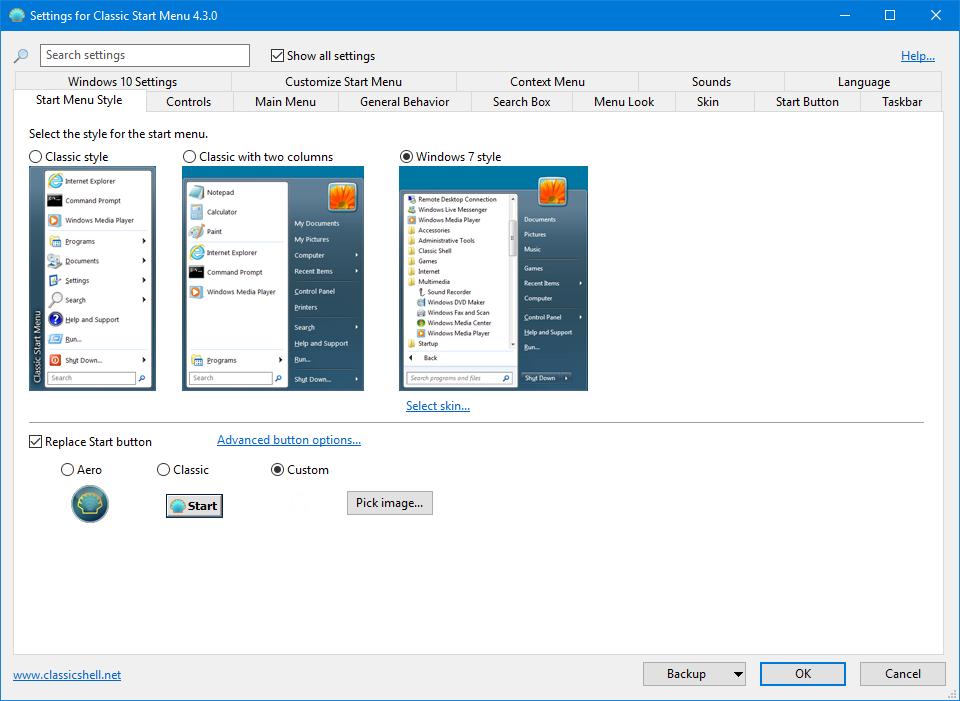 Settings for Classic Start Menu 4.3.0
Search settings
Show all settings
Help...
Windows 10 Settings
Customize Start Menu
Context Menu
Sounds
Language
Start Menu Style
Controls
Main Menu
General Behavior
Search Box
Menu Look
Skin
Start Button
Taskbar
Select the style for the start menu.
Classic style
Classic with two columns
Windows 7 style
Internet Explorer
Command Prompt
Windows Media Player
Programs
Documents
Settings
Search
Help and Support
Run...
Shut Down...
Search
Classic Start Menu
Notepad
Calculator
Paint
Internet Explorer
Command Prompt
Windows Media Player
Programs
Search
My Documents
My Pictures
Computer
Recent Items
Control Panel
Printers
Search
Help and Support
Run...
Shut Down...
Remote Desktop Connection
Windows Live Messenger
Windows Media Player
Accessories
Administrative Tools
Classic Shell
Games
Internet
Multimedia
Sound Recorder
Windows DVD Maker
Windows Fax and Scan
Windows Media Center
Windows Media Player
Startup
Back
Search programs and files
Documents
Pictures
Music
Games
Recent Items
Computer
Control Panel
Help and Support
Run...
Shut Down
Select skin...
Replace Start button
Advanced button options...
Aero
Classic
Custom
Start
Pick image...
www.classicshell.net
Backup
OK
Cancel